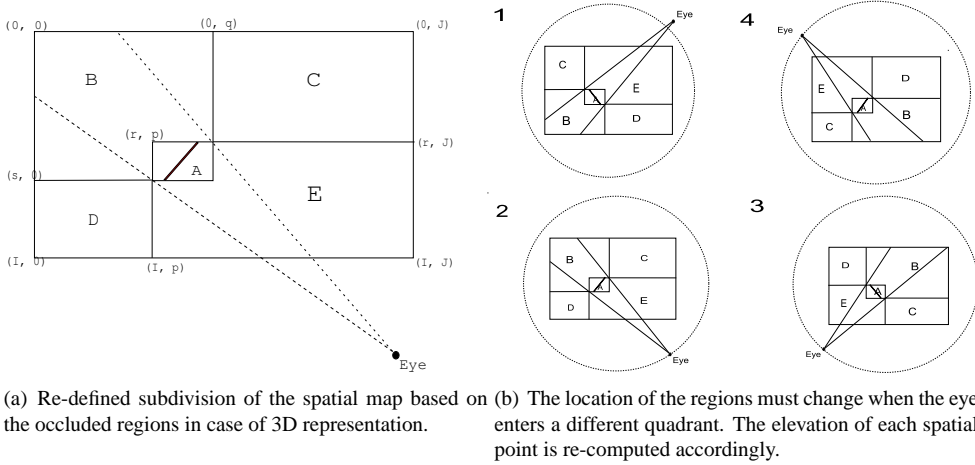 (0, 0)
(0, q)
(0, J)
B
C
(r, p)
(r, J)
A
(s, 0)
E
D
(I, 0)
(I, p)
(I, J)
Eye
1
Eye
C
A
E
B
D
4
Eye
E
D
A
B
C
2
B
C
A
D
E
Eye
3
D
B
A
E
C
Eye
(a) Re-defined subdivision of the spatial map based on
the occluded regions in case of 3D representation.
(b) The location of the regions must change when the eye
enters a different quadrant. The elevation of each spatial
point is re-computed accordingly.